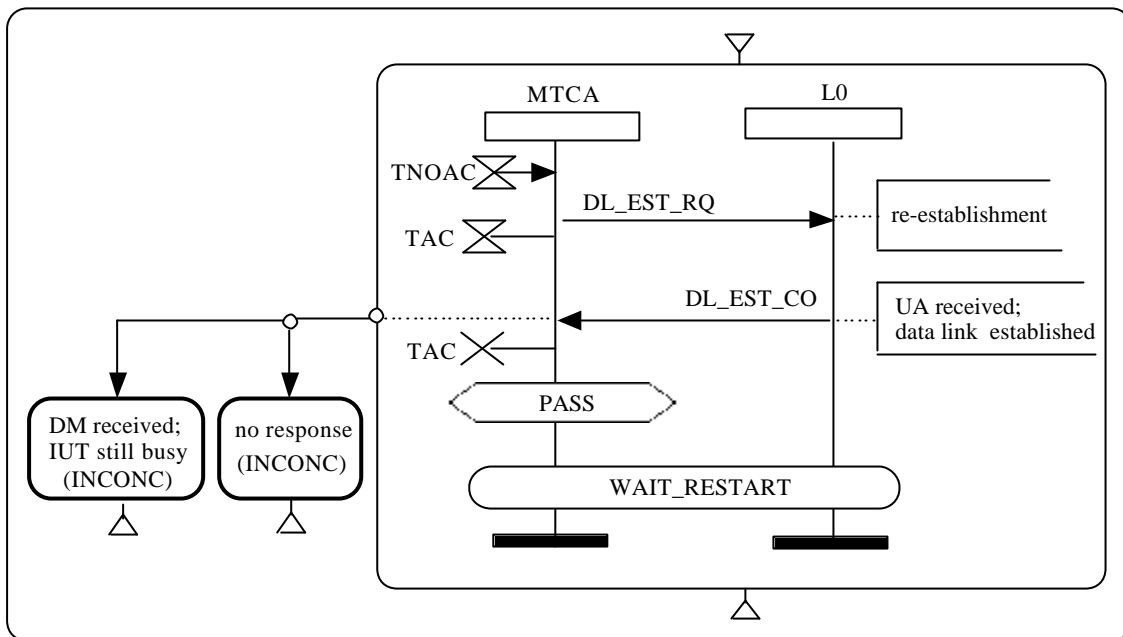 MTCA
L0
TNOAC
DL_EST_RQ
re-establishment
TAC
DL_EST_CO
UA received;
data link established
TAC
PASS
DM received;
IUT still busy
(INCONC)
no response
(INCONC)
WAIT_RESTART